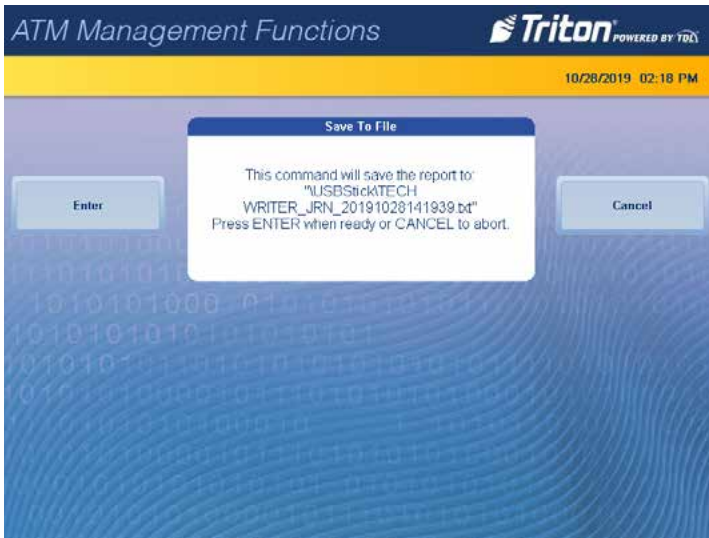 ATM Management Functions
Triton POWERED BY TDL
10/28/2019 02:18 PM
Save To File
This command will save the report to:
"\USBStick\TECH
WRITER_JRN_20191028141939.txt"
Press ENTER when ready or CANCEL to abort.
Enter
Cancel